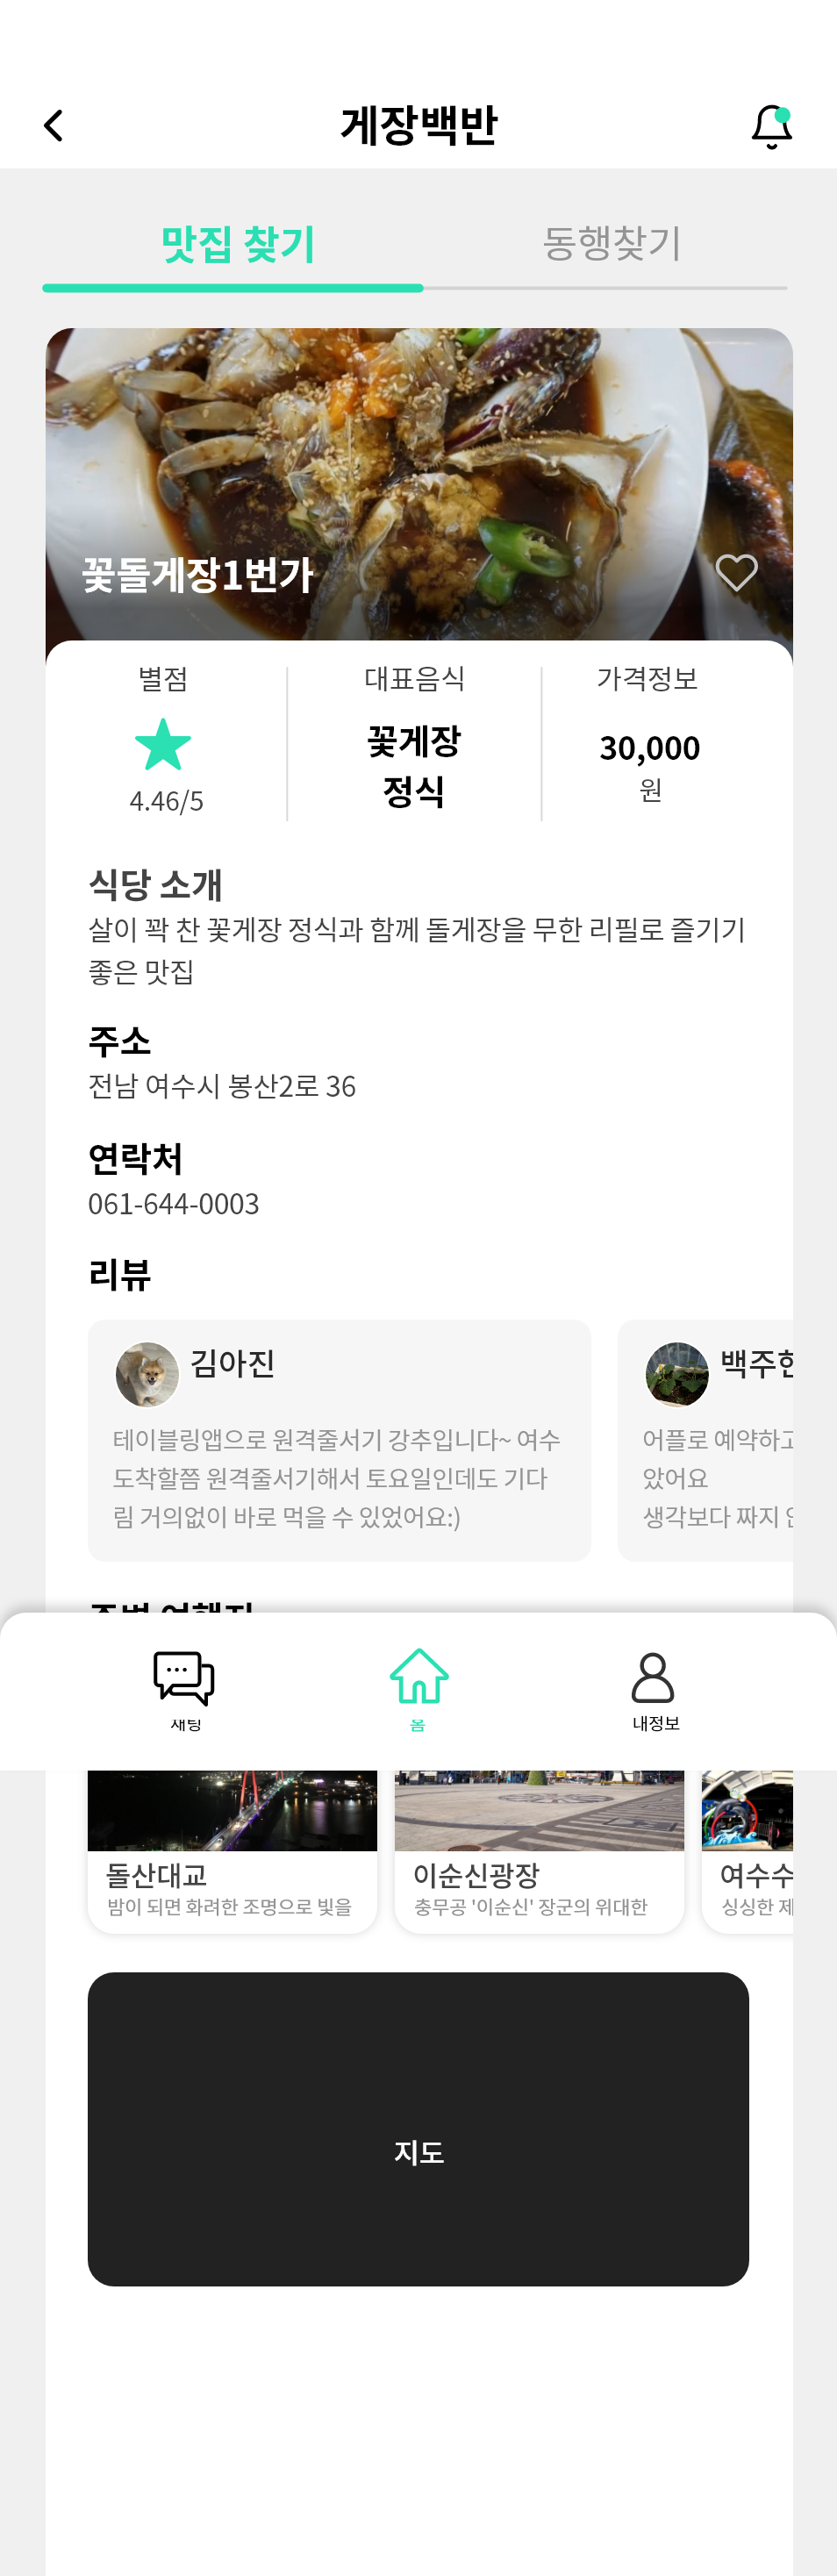 게장백반
맛집 찾기
동행찾기
꽃돌게장1번가
별점
대표음식
가격정보
꽃게장
정식
30,000
원
4.46/5
식당 소개
살이 꽉 찬 꽃게장 정식과 함께 돌게장을 무한 리필로 즐기기
좋은 맛집
주소
전남 여수시 봉산2로 36
연락처
061-644-0003
리뷰
김아진
테이블링앱으로 원격줄서기 강추입니다~ 여수
도착할쯤 원격줄서기해서 토요일인데도 기다
림 거의없이 바로 먹을 수 있었어요:)
백주현
어플로 예약하고
았어요
생각보다 짜지
주변 여행지
채팅
홈
내정보
돌산대교
밤이 되면 화려한 조명으로 빛을
이순신광장
충무공 '이순신' 장군의 위대한
여수수
싱싱한 제
지도